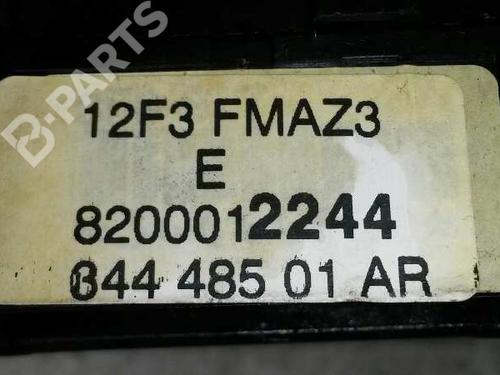 B-PARTS
12F3 FMAZ3
E
8200012244
644 485 01 AR